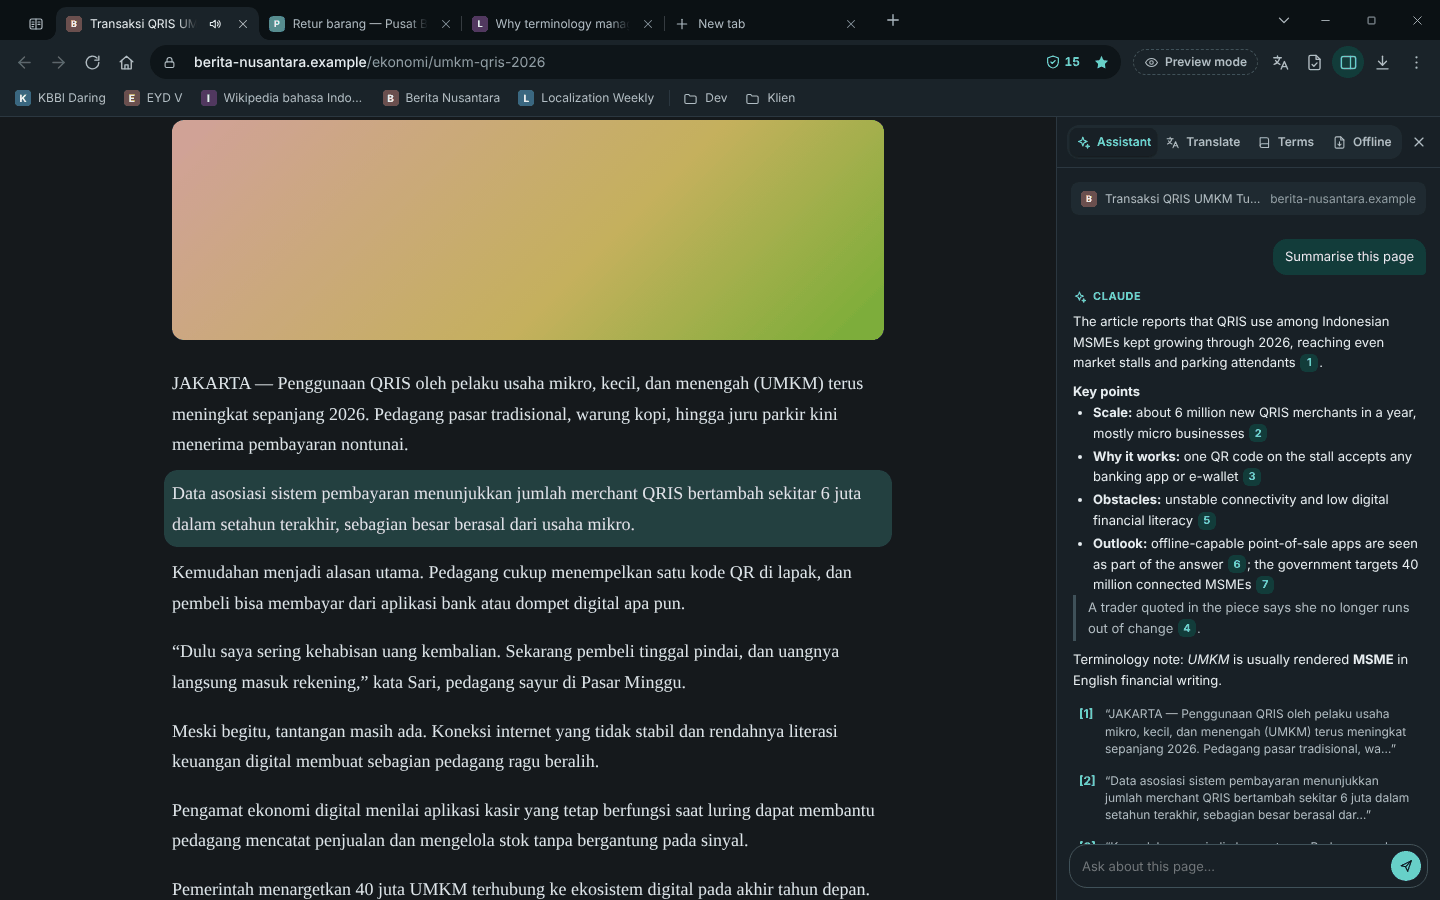 B Transaksi QRIS UM
P Retur barang — Pusat B
L Why terminology mana
New tab
berita-nusantara.example/ekonomi/umkm-qris-2026
15
Preview mode
K KBBI Daring
E EYD V
I Wikipedia bahasa Indo...
B Berita Nusantara
L Localization Weekly
Dev
Klien
JAKARTA — Penggunaan QRIS oleh pelaku usaha mikro, kecil, dan menengah (UMKM) terus
meningkat sepanjang 2026. Pedagang pasar tradisional, warung kopi, hingga juru parkir kini
menerima pembayaran nontunai.
Data asosiasi sistem pembayaran menunjukkan jumlah merchant QRIS bertambah sekitar 6 juta
dalam setahun terakhir, sebagian besar berasal dari usaha mikro.
Kemudahan menjadi alasan utama. Pedagang cukup menempelkan satu kode QR di lapak, dan
pembeli bisa membayar dari aplikasi bank atau dompet digital apa pun.
“Dulu saya sering kehabisan uang kembalian. Sekarang pembeli tinggal pindai, dan uangnya
langsung masuk rekening,” kata Sari, pedagang sayur di Pasar Minggu.
Meski begitu, tantangan masih ada. Koneksi internet yang tidak stabil dan rendahnya literasi
keuangan digital membuat sebagian pedagang ragu beralih.
Pengamat ekonomi digital menilai aplikasi kasir yang tetap berfungsi saat luring dapat membantu
pedagang mencatat penjualan dan mengelola stok tanpa bergantung pada sinyal.
Pemerintah menargetkan 40 juta UMKM terhubung ke ekosistem digital pada akhir tahun depan.
Assistant
Translate
Terms
Offline
B Transaksi QRIS UMKM Tu... berita-nusantara.example
Summarise this page
CLAUDE
The article reports that QRIS use among Indonesian
MSMEs kept growing through 2026, reaching even
market stalls and parking attendants 1 .
Key points
• Scale: about 6 million new QRIS merchants in a year,
mostly micro businesses 2
• Why it works: one QR code on the stall accepts any
banking app or e-wallet 3
• Obstacles: unstable connectivity and low digital
financial literacy 5
• Outlook: offline-capable point-of-sale apps are seen
as part of the answer 6 ; the government targets 40
million connected MSMEs 7
A trader quoted in the piece says she no longer runs
out of change 4 .
Terminology note: UMKM is usually rendered MSME in
English financial writing.
[1] “JAKARTA — Penggunaan QRIS oleh pelaku usaha
mikro, kecil, dan menengah (UMKM) terus meningkat
sepanjang 2026. Pedagang pasar tradisional, wa...”
[2] “Data asosiasi sistem pembayaran menunjukkan
jumlah merchant QRIS bertambah sekitar 6 juta dalam
setahun terakhir, sebagian besar berasal dar...”
Ask about this page...